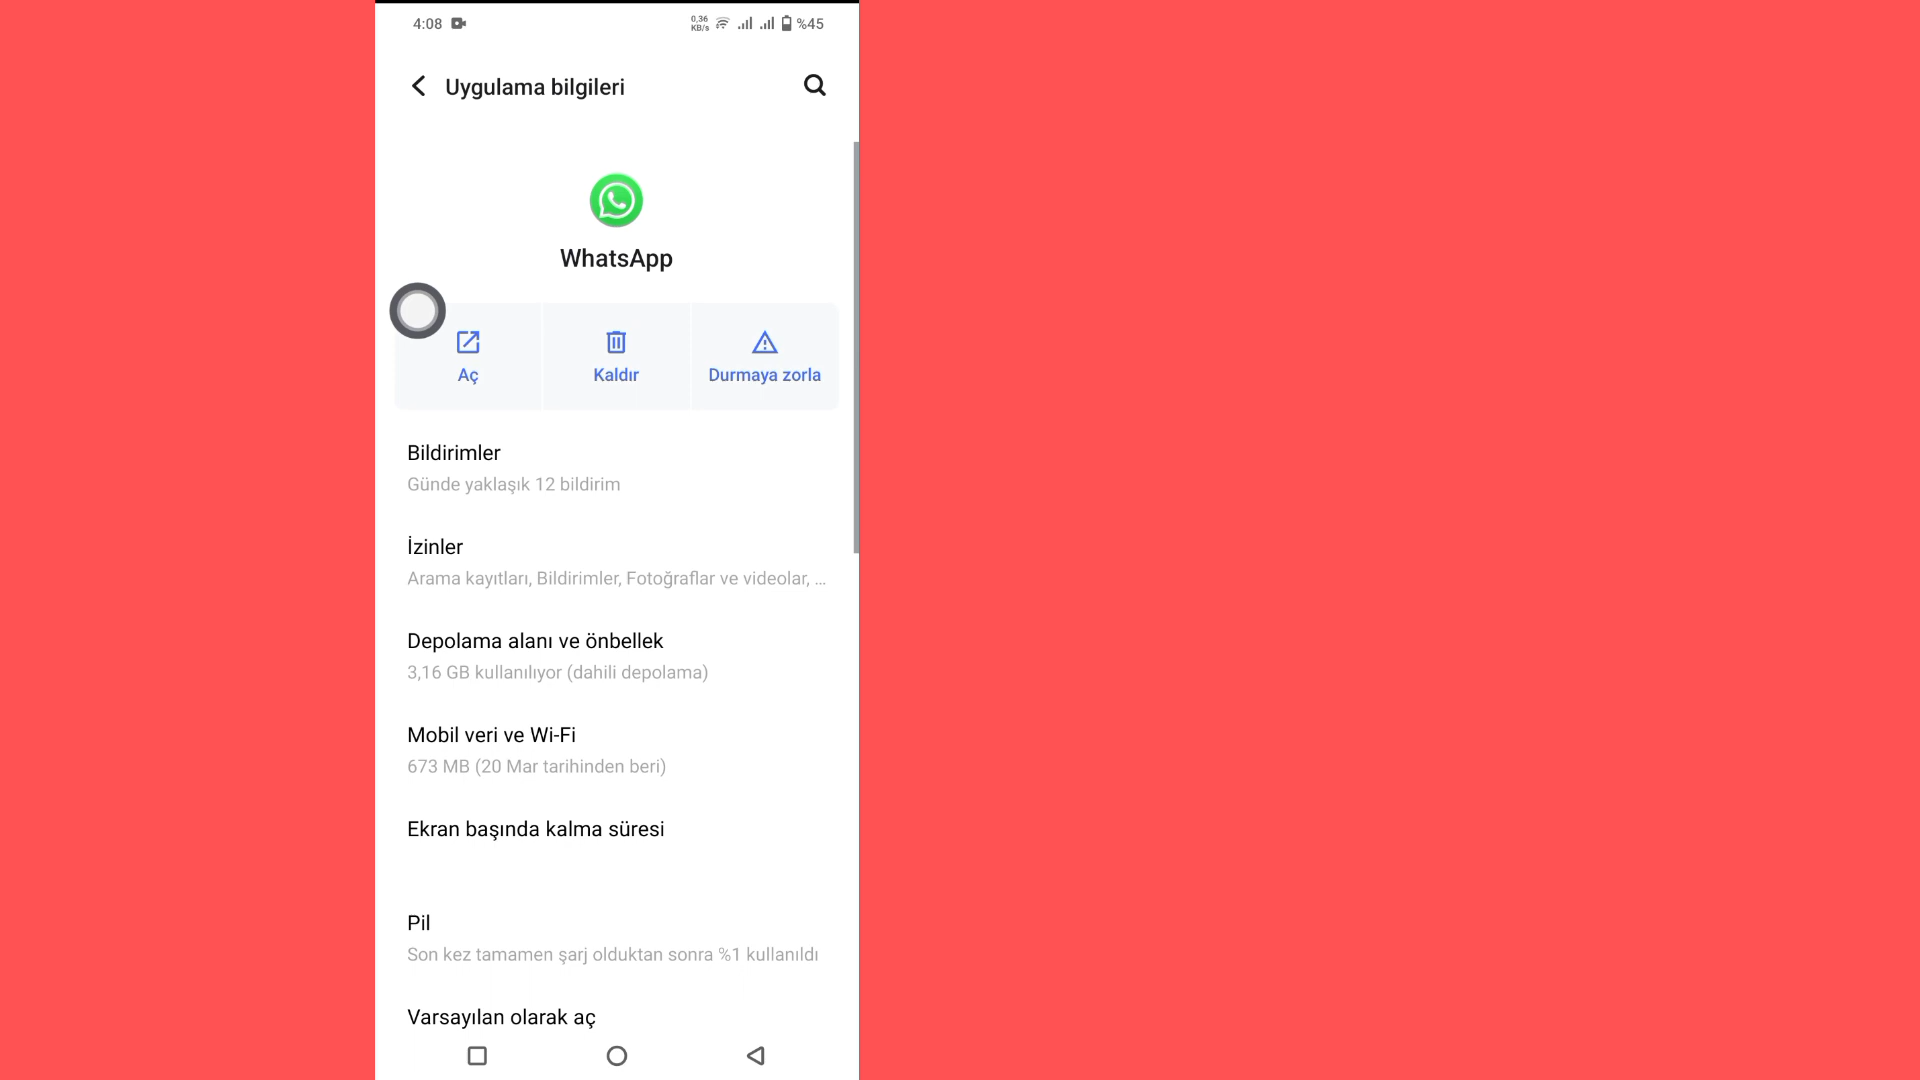 4:08
0,36
KB/s
%45
Uygulama bilgileri
WhatsApp
Aç
Kaldır
Durmaya zorla
Bildirimler
Günde yaklaşık 12 bildirim
İzinler
Arama kayıtları, Bildirimler, Fotoğraflar ve videolar, ...
Depolama alanı ve önbellek
3,16 GB kullanılıyor (dahili depolama)
Mobil veri ve Wi-Fi
673 MB (20 Mar tarihinden beri)
Ekran başında kalma süresi
Pil
Son kez tamamen şarj olduktan sonra %1 kullanıldı
Varsayılan olarak aç